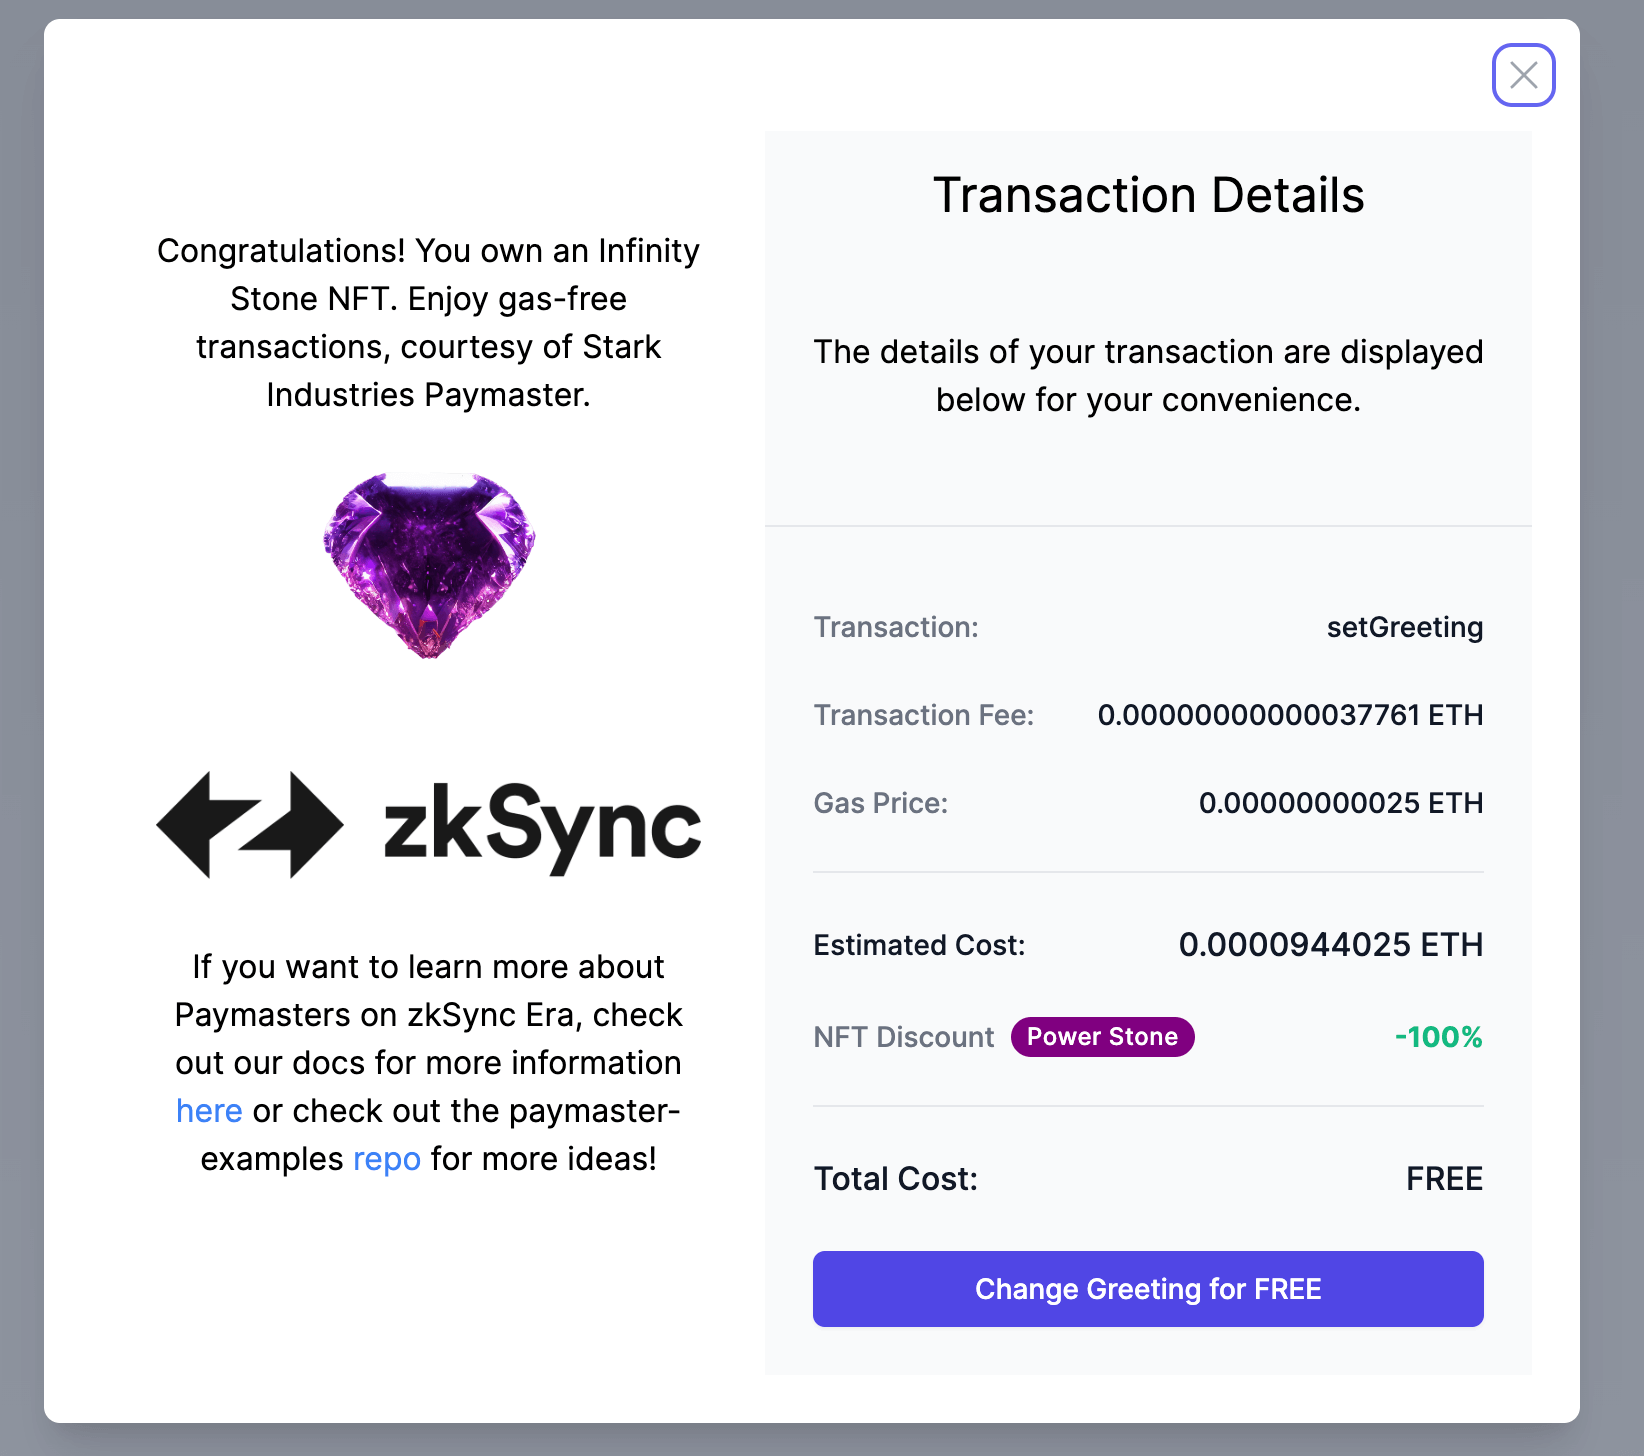 Congratulations! You own an Infinity
Stone NFT. Enjoy gas-free
transactions, courtesy of Stark
Industries Paymaster.
zkSync
If you want to learn more about
Paymasters on zkSync Era, check
out our docs for more information
here or check out the paymaster-
examples repo for more ideas!
Transaction Details
The details of your transaction are displayed
below for your convenience.
Transaction: setGreeting
Transaction Fee: 0.00000000000037761 ETH
Gas Price: 0.00000000025 ETH
Estimated Cost: 0.0000944025 ETH
NFT Discount Power Stone -100%
Total Cost: FREE
Change Greeting for FREE